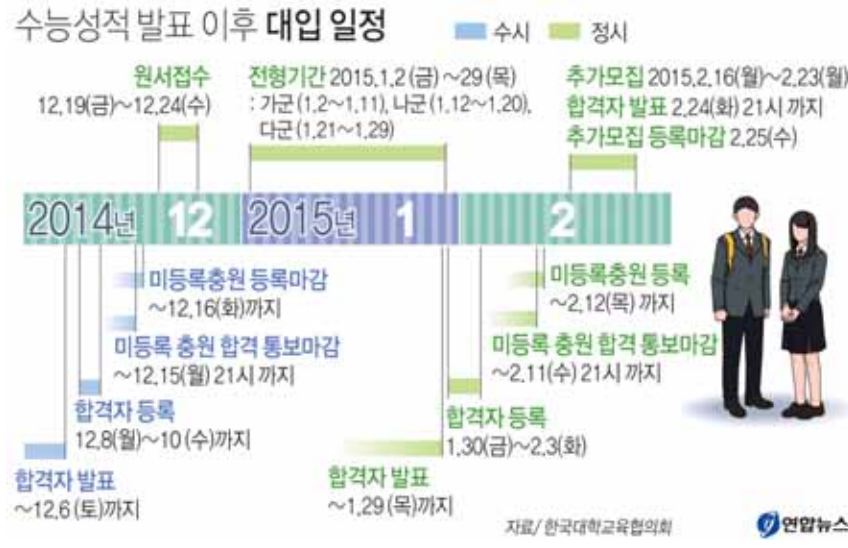 수능성적 발표 이후 대입 일정
수시
정시
원서접수
12.19(금)~12.24(수)
전형기간 2015.1.2 (금) ~29 (목)
: 가군 (1.2~1.11), 나군 (1.12~1.20),
다군 (1.21~1.29)
추가모집 2015.2.16(월)~2.23(월)
합격자 발표 2.24(화) 21시 까지
추가모집 등록마감 2.25(수)
2014년 12 2015년 1 2
미등록충원 등록마감
~12.16(화)까지
미등록 충원 합격 통보마감
~12.15(월) 21시 까지
합격자 등록
12.8(월)~10 (수)까지
합격자 발표
~12.6 (토)까지
미등록충원 등록
~2.12(목) 까지
미등록 충원 합격 통보마감
~2.11(수) 21시 까지
합격자 등록
1.30(금)~2.3(화)
합격자 발표
~1.29 (목)까지
자료/ 한국대학교육협의회
연합뉴스